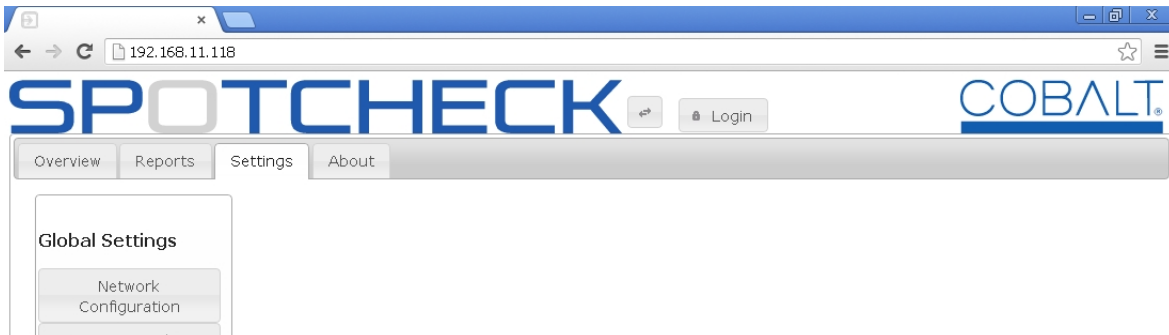 192.168.11.118
SPOTCHECK
Login
COBALT®
Overview
Reports
Settings
About
Global Settings
Network
Configuration